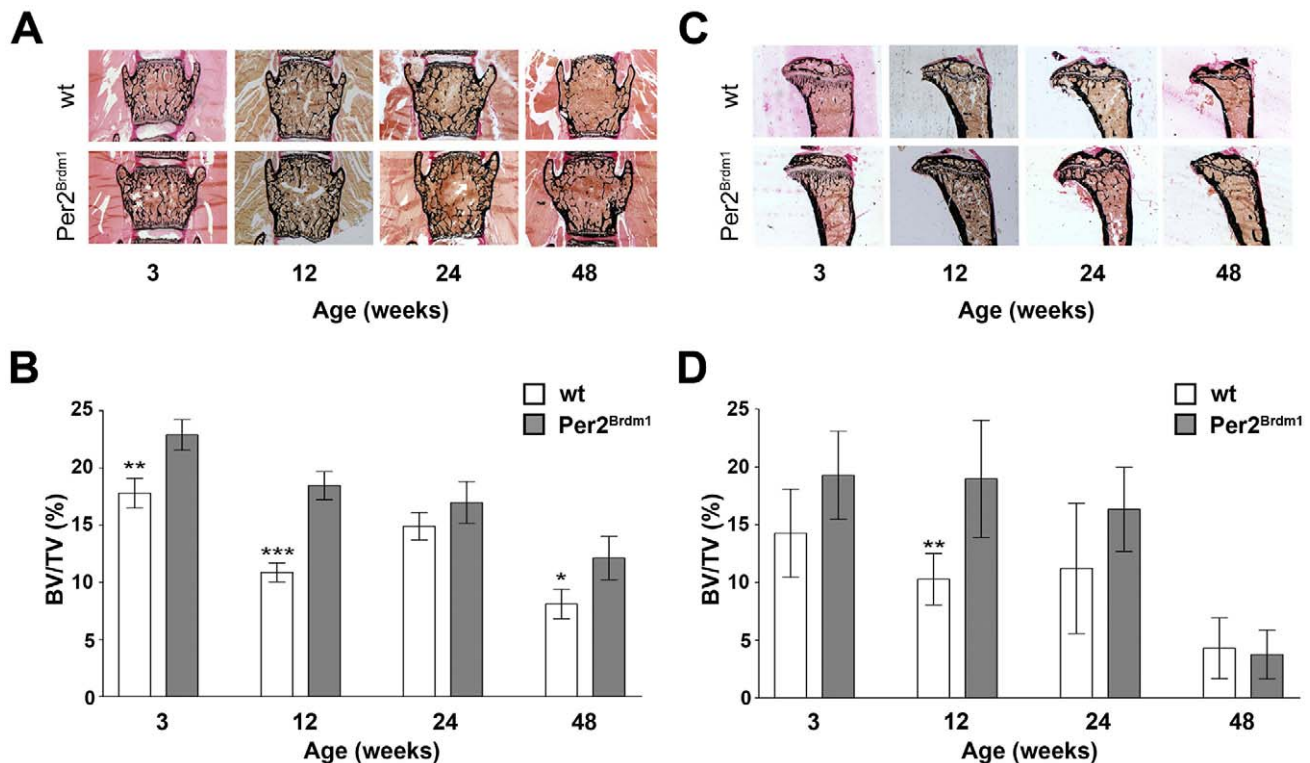 A
wt
Per2Brdm1
3 12 24 48
Age (weeks)
C
wt
Per2Brdm1
3 12 24 48
Age (weeks)
B
wt
Per2Brdm1
BV/TV (%)
25
20
15
10
5
0
**
***
*
3 12 24 48
Age (weeks)
D
wt
Per2Brdm1
BV/TV (%)
25
20
15
10
5
0
**
3 12 24 48
Age (weeks)